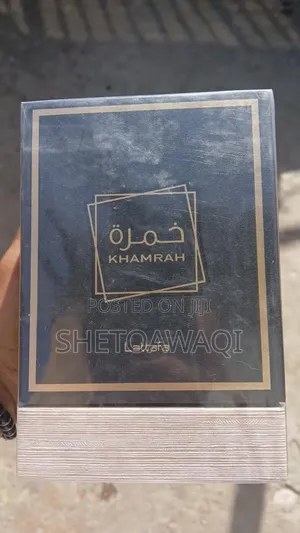 خمرة
KHAMRAH
POSTED ON JIJI
SHETOAWAQI
Lattafa